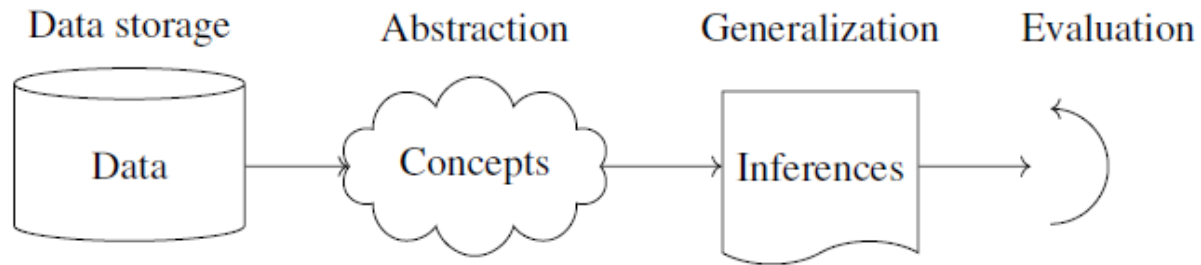 Data storage Abstraction Generalization Evaluation
Data Concepts Inferences